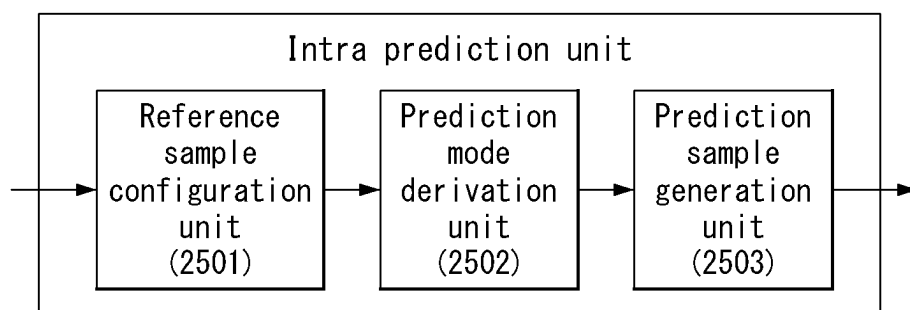 Intra prediction unit
Reference
sample
configuration
unit
(2501)
Prediction
mode
derivation
unit
(2502)
Prediction
sample
generation
unit
(2503)